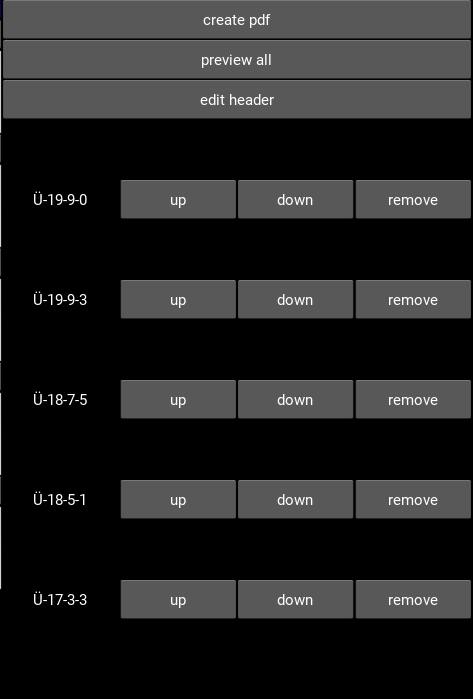 create pdf
preview all
edit header
Ü-19-9-0 up down remove
Ü-19-9-3 up down remove
Ü-18-7-5 up down remove
Ü-18-5-1 up down remove
Ü-17-3-3 up down remove